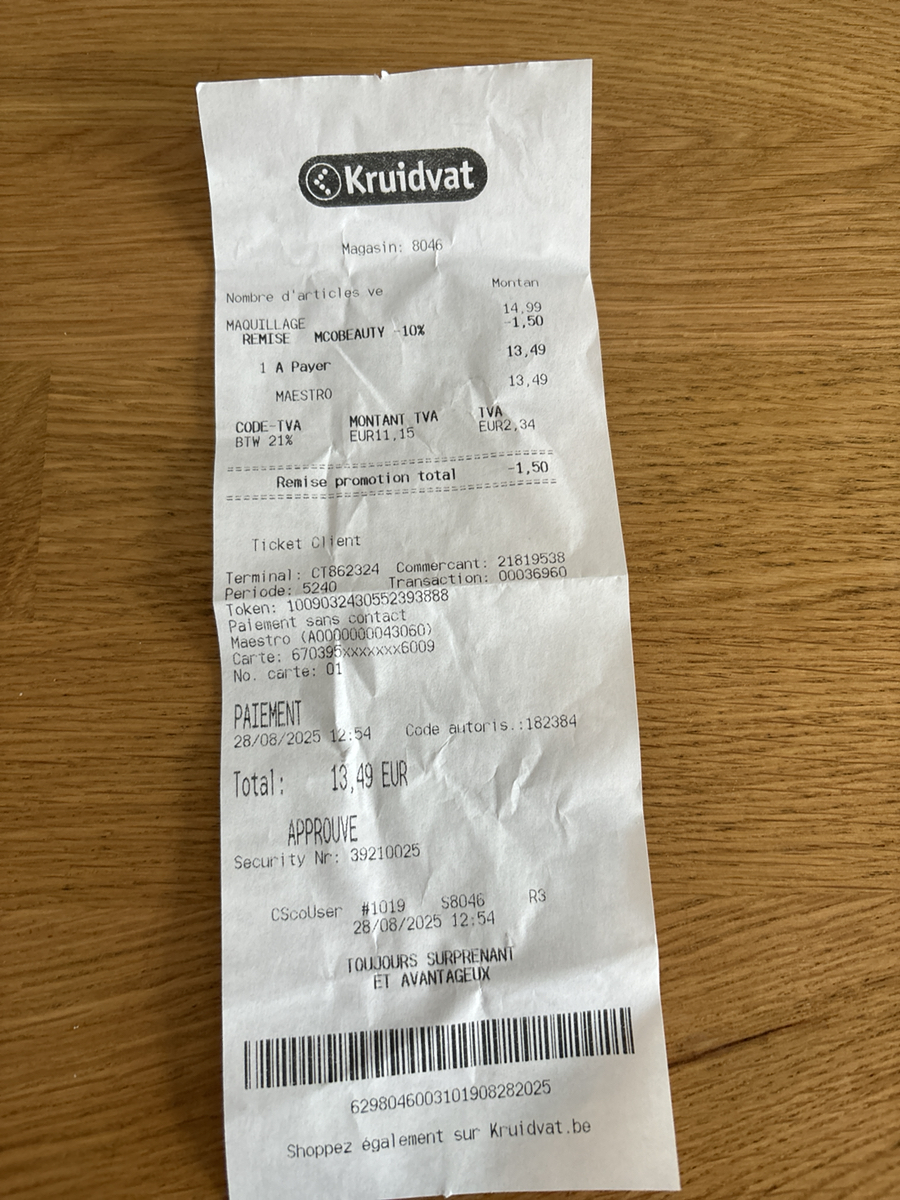 Kruidvat
Magasin: 8046
Nombre d'articles ve Montan
MAQUILLAGE 14,99
REMISE MCOBEAUTY -10% -1,50
1 A Payer 13,49
MAESTRO 13,49
CODE-TVA MONTANT TVA TVA
BTW 21% EUR11,15 EUR2,34
Remise promotion total -1,50
Ticket Client
Terminal: CT862324 Commercant: 21819538
Periode: 5240 Transaction: 00036960
Token: 1009032430552393888
Paiement sans contact
Maestro (A0000000043060)
Carte: 670395xxxxxxx6009
No. carte: 01
PAIEMENT
28/08/2025 12:54 Code autoris.:182384
Total: 13,49 EUR
APPROUVE
Security Nr: 39210025
CScoUser #1019 S8046 R3
28/08/2025 12:54
TOUJOURS SURPRENANT
ET AVANTAGEUX
6298046003101908282025
Shoppez également sur Kruidvat.be